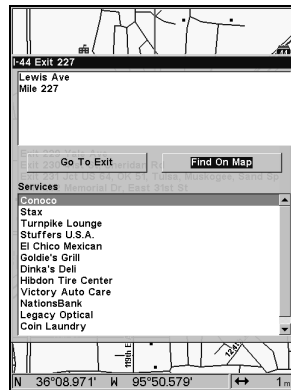 I-44 Exit 227
Lewis Ave
Mile 227
Go To Exit
Find On Map
Services
Conoco
Stax
Turnpike Lounge
Stuffers U.S.A.
El Chico Mexican
Goldie's Grill
Dinka's Deli
Hibdon Tire Center
Victory Auto Care
NationsBank
Legacy Optical
Coin Laundry
119th E
N 36°08.971' W 95°50.579' ↔ 1 m